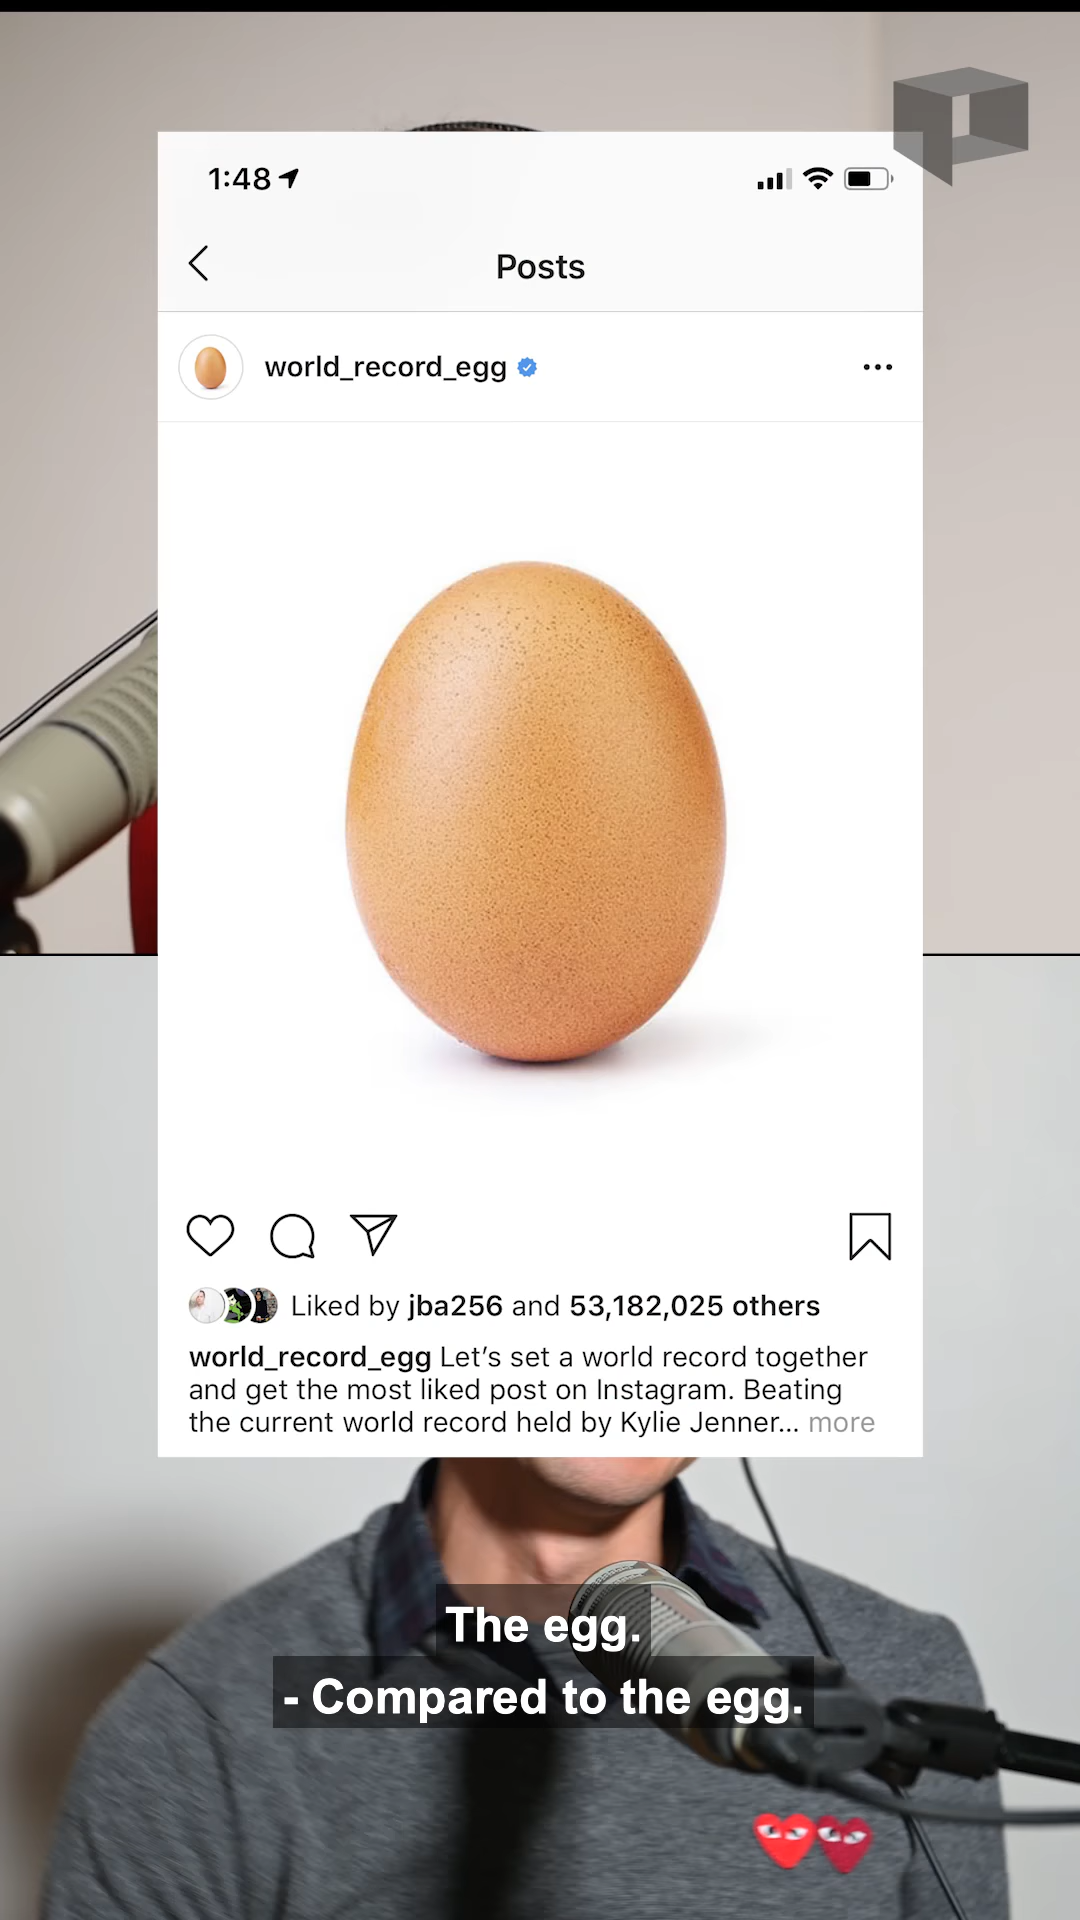 1:48
Posts
world_record_egg
Liked by jba256 and 53,182,025 others
world_record_egg Let’s set a world record together
and get the most liked post on Instagram. Beating
the current world record held by Kylie Jenner... more
The egg.
- Compared to the egg.